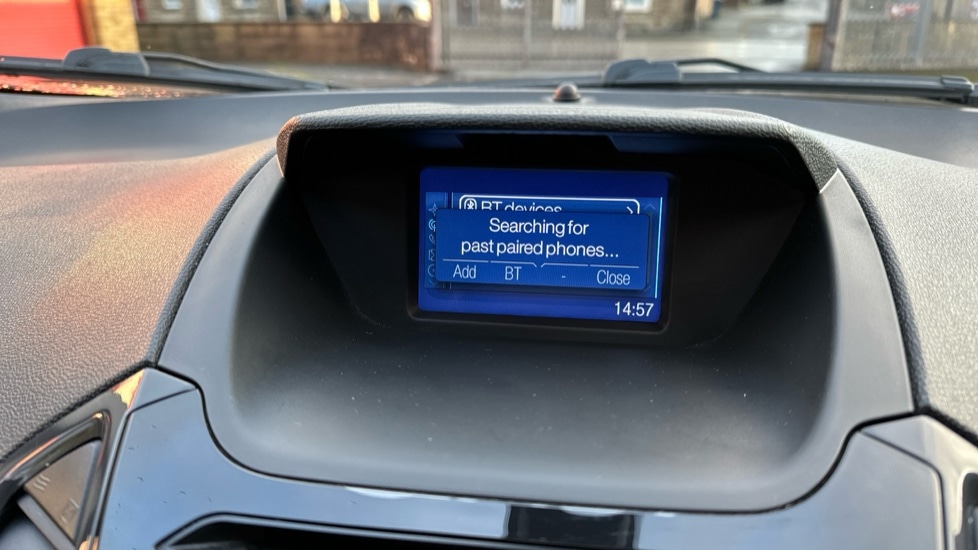 BT devices
Searching for
past paired phones...
Add BT - Close
14:57